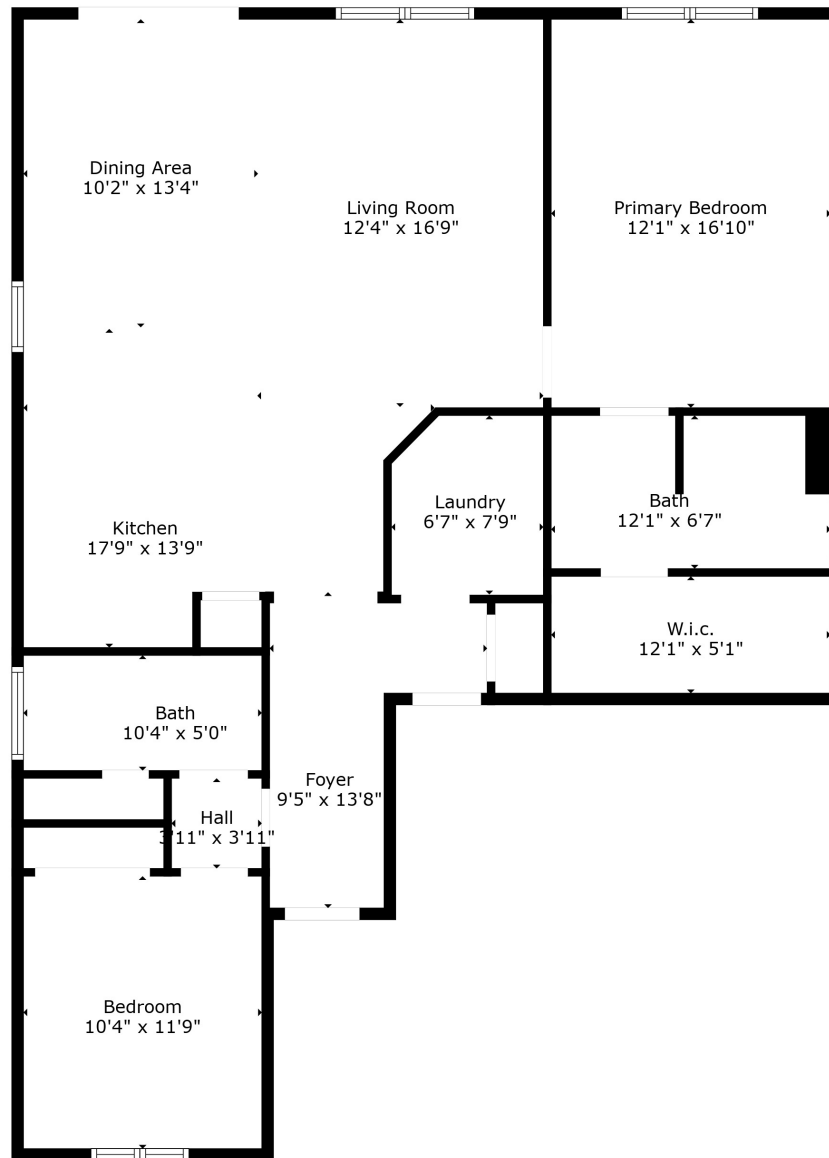 Dining Area
10'2" x 13'4"
Living Room
12'4" x 16'9"
Primary Bedroom
12'1" x 16'10"
Kitchen
17'9" x 13'9"
Laundry
6'7" x 7'9"
Bath
12'1" x 6'7"
W.i.c.
12'1" x 5'1"
Bath
10'4" x 5'0"
Foyer
9'5" x 13'8"
Hall
3'11" x 3'11"
Bedroom
10'4" x 11'9"